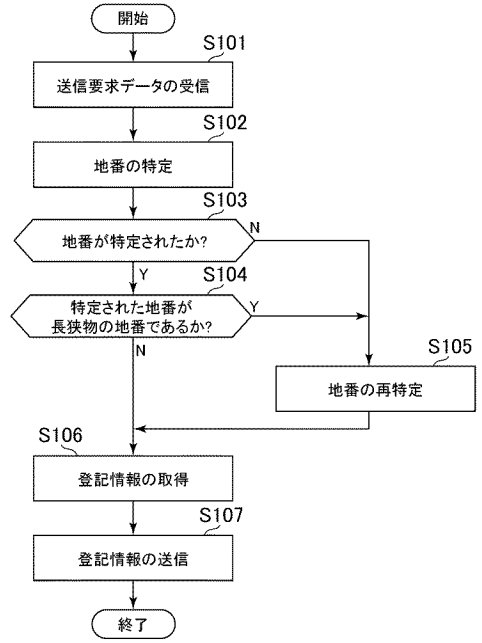 開始
S101
送信要求データの受信
S102
地番の特定
S103
地番が特定されたか?
N
Y
S104
特定された地番が
長狭物の地番であるか?
Y
N
S105
地番の再特定
S106
登記情報の取得
S107
登記情報の送信
終了